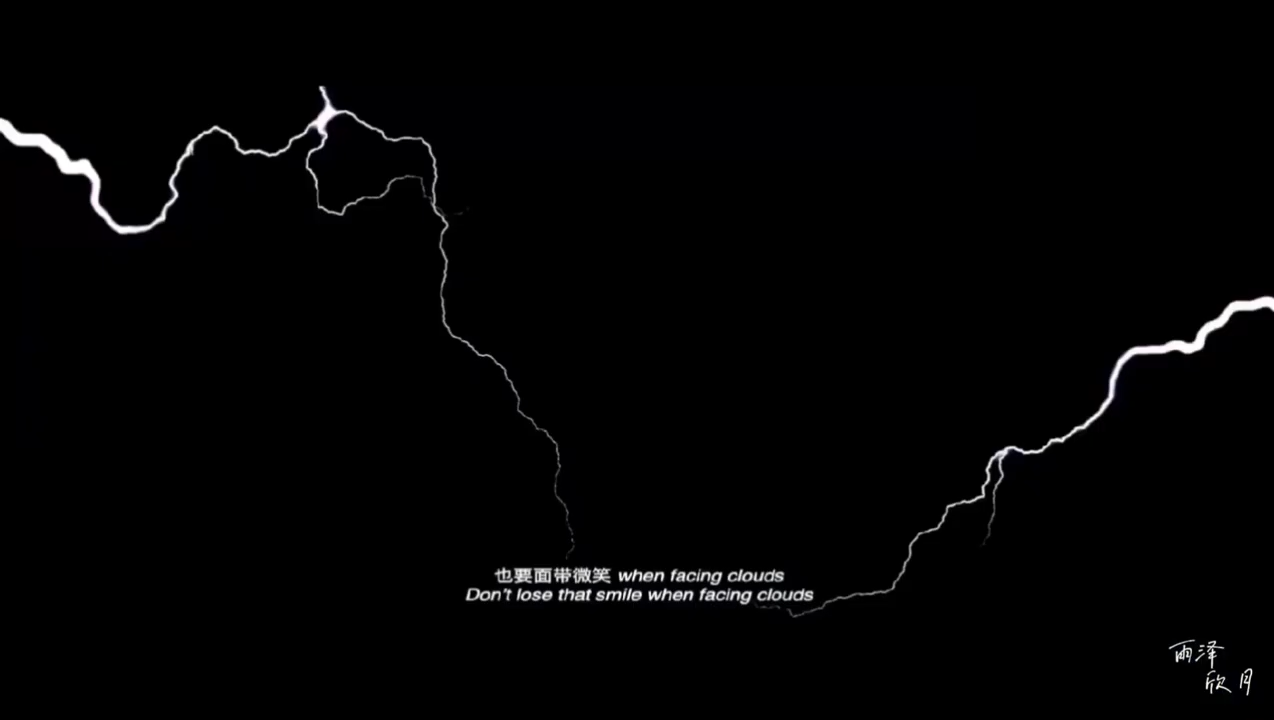 也要面带微笑 when facing clouds
Don't lose that smile when facing clouds
雨泽
欣月